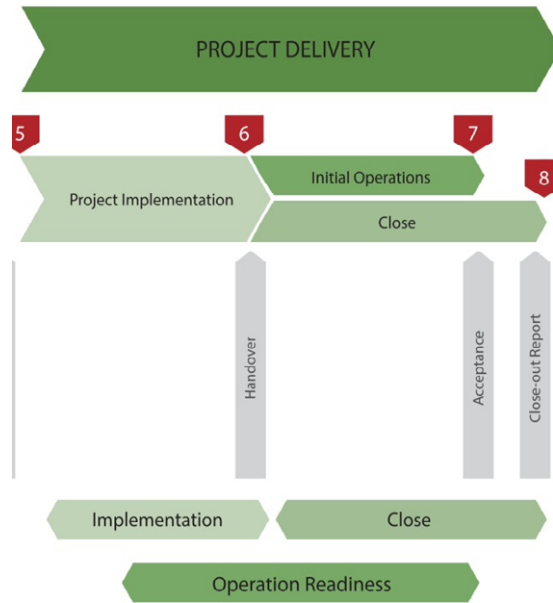 PROJECT DELIVERY
5
6
7
8
Project Implementation
Initial Operations
Close
Handover
Acceptance
Close-out Report
Implementation
Close
Operation Readiness